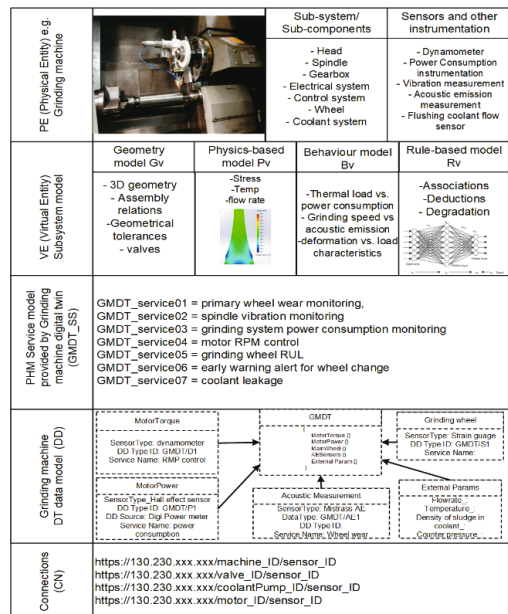 PE (Physical Entity) e.g.
Grinding machine
Sub-system/
Sub-components
- Head
- Spindle
- Gearbox
- Electrical system
- Control system
- Wheel
- Coolant system
Sensors and other
instrumentation
- Dynamometer
- Power Consumption
instrumentation
- Vibration measurement
- Acoustic emission
measurement
- Flushing coolant flow
sensor
VE (Virtual Entity)
Subsystem model
Geometry
model Gv
- 3D geometry
- Assembly
relations
-Geometrical
tolerances
- valves
Physics-based
model Pv
-Stress
-Temp
-flow rate
Behaviour model
Bv
-Thermal load vs.
power consumption
- Grinding speed vs
acoustic emission
-deformation vs. load
characteristics
Rule-based model
Rv
-Associations
- Deductions
- Degradation
PHM Service model
provided by Grinding
machine digital twin
(GMDT_SS)
GMDT_service01 = primary wheel wear monitoring,
GMDT_service02 = spindle vibration monitoring
GMDT_service03 = grinding system power consumption monitoring
GMDT_service04 = motor RPM control
GMDT_service05 = grinding wheel RUL
GMDT_service06 = early warning alert for wheel change
GMDT_service07 = coolant leakage
Grinding machine
DT data model (DD)
MotorTorque
SensorType: dynamometer
DD Type ID: GMDT/D1
Service Name: RMP control
MotorPower
SensorType_Hall effect sensor
DD Type ID: GMDT/P1
DD Source: Digi Power meter
Service Name: power
consumption
GMDT
{
MotorTorque ()
MotorPower ()
MainWheel ()
AESensors ()
External Param ()
}
Acoustic Measurement
SensorType: Mistrass AE
DataType: GMDT/AE1
DD Type ID:
Service Name: Wheel wear
Grinding wheel
SensorType: Strain guage
DD Type ID: GMDT/S1
Service Name:
External Params
Flowrate_:
Temperature_:
Density of sludge in
coolant_:
Counter pressure_:
Connections
(CN)
https://130.230.xxx.xxx/machine_ID/sensor_ID
https://130.230.xxx.xxx/valve_ID/sensor_ID
https://130.230.xxx.xxx/coolantPump_ID/sensor_ID
https://130.230.xxx.xxx/motor_ID/sensor_ID